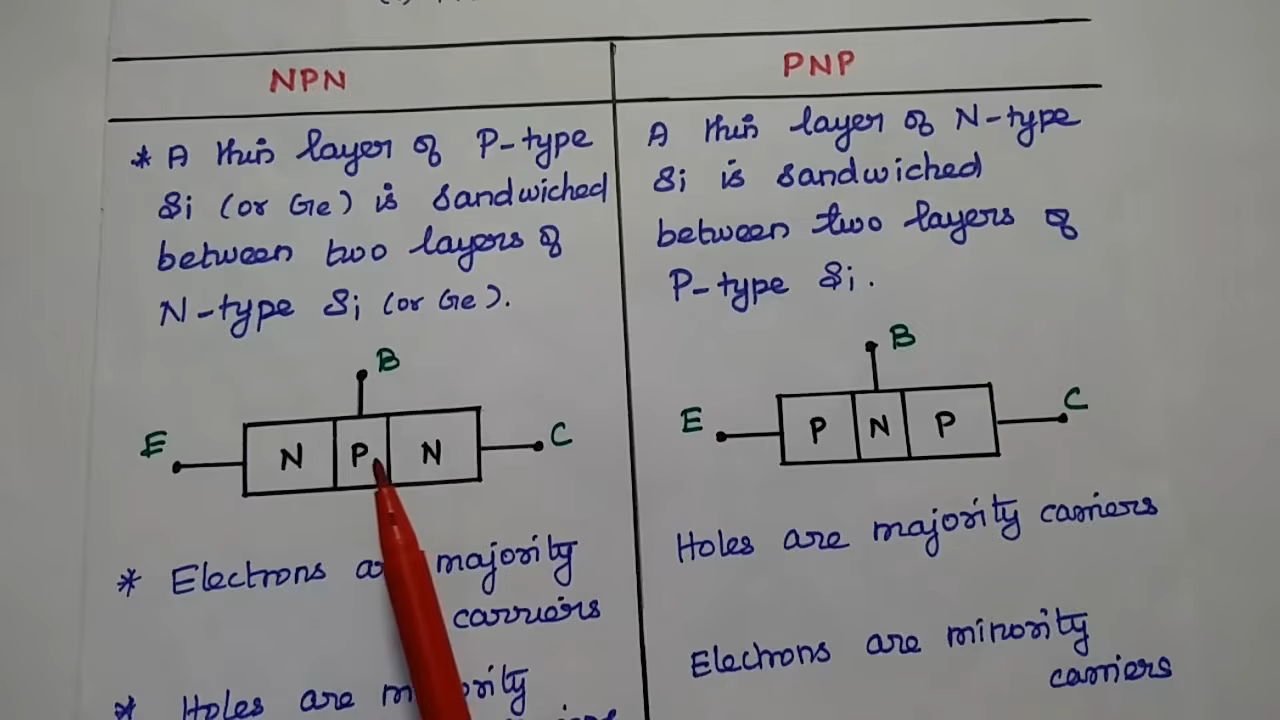 NPN
* A thin layer of P-type
Si (or Ge) is sandwiched
between two layers of
N-type Si (or Ge).
B
E
N P N
C
* Electrons majority
carriers
* Holes are
PNP
A thin layer of N-type
Si is sandwiched
between two layers of
P-type Si.
B
E
P N P
C
Holes are majority carriers
Electrons are minority
carriers